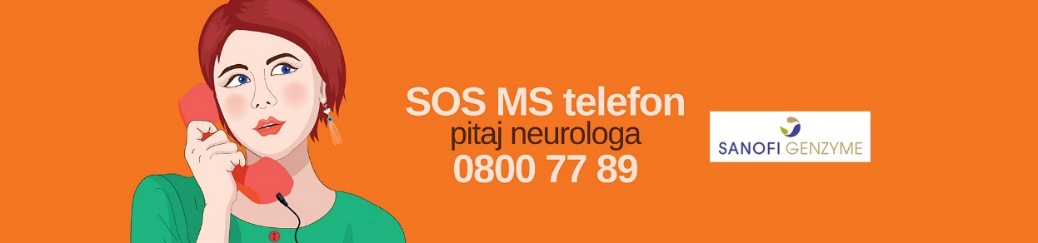 SOS MS telefon
pitaj neurologa
0800 77 89
SANOFI GENZYME